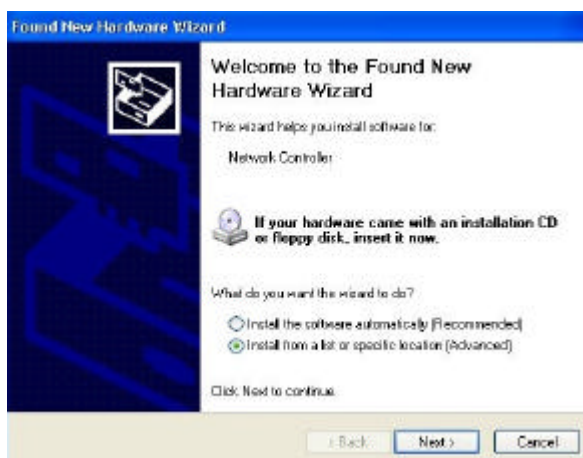 Found New Hardware Wizard
Welcome to the Found New
Hardware Wizard
This wizard helps you install software for:
Network Controller
If your hardware came with an installation CD
or floppy disk, insert it now.
What do you want the wizard to do?
Install the software automatically (Recommended)
Install from a list or specific location (Advanced)
Click Next to continue.
< Back Next > Cancel